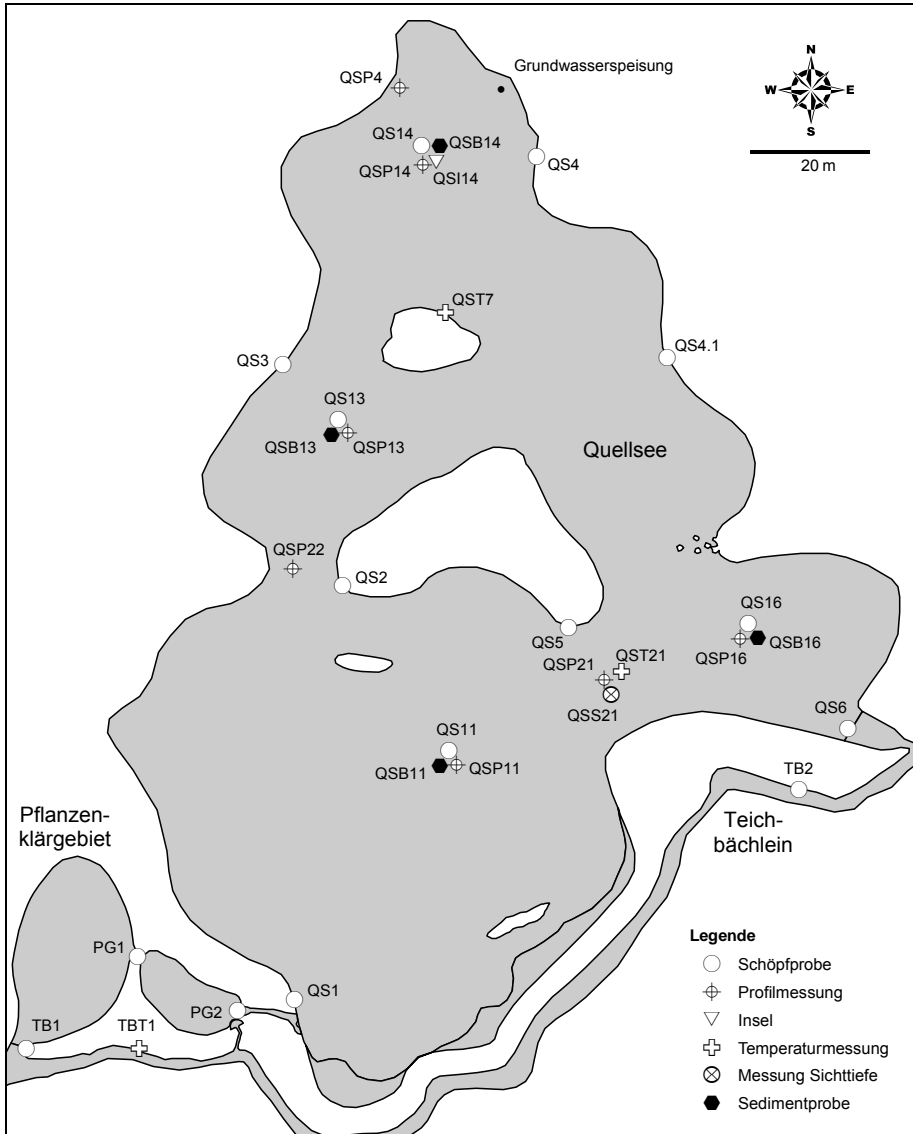 N
Grundwasserspeisung
QSP4
W
E
S
QS14
QSB14
QS4
20 m
QSP14
QSI14
QST7
QS3
QS4.1
QS13
QSB13
QSP13
Quellsee
QSP22
QS2
QS16
QS5
QSP21
QST21
QSP16
QSB16
QSS21
QS6
QS11
QSB11
QSP11
TB2
Pflanzen-
klärgebiet
Teich-
bächlein
Legende
PG1
Schöpfprobe
Profilmessung
QS1
PG2
Insel
TB1
TBT1
Temperaturmessung
Messung Sichttiefe
Sedimentprobe